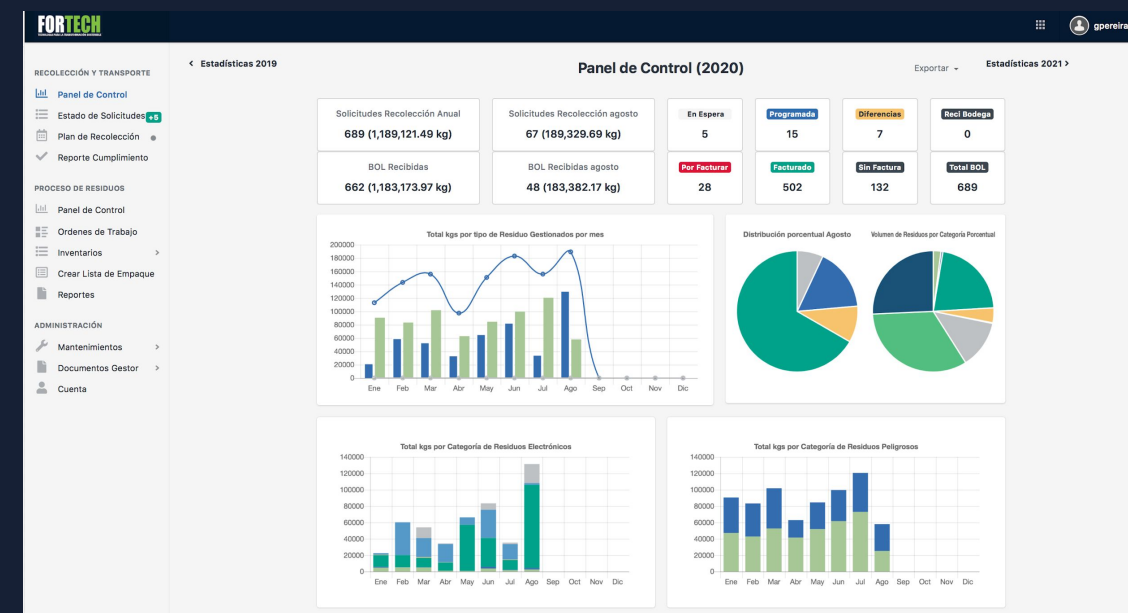 FORTECH
gpereira
RECOLECCIÓN Y TRANSPORTE
Panel de Control
Estado de Solicitudes +5
Plan de Recolección
Reporte Cumplimiento
PROCESO DE RESIDUOS
Panel de Control
Ordenes de Trabajo
Inventarios >
Crear Lista de Empaque
Reportes
ADMINISTRACIÓN
Mantenimientos >
Documentos Gestor >
Cuenta
< Estadísticas 2019
Panel de Control (2020)
Exportar
Estadísticas 2021 >
Solicitudes Recolección Anual
689 (1,189,121.49 kg)
Solicitudes Recolección agosto
67 (189,329.69 kg)
En Espera
5
Programada
15
Diferencias
7
Reci Bodega
0
BOL Recibidas
662 (1,183,173.97 kg)
BOL Recibidas agosto
48 (183,382.17 kg)
Por Facturar
28
Facturado
502
Sin Factura
132
Total BOL
689
Total kgs por tipo de Residuo Gestionados por mes
200000
180000
160000
140000
120000
100000
80000
60000
40000
20000
0
Ene Feb Mar Abr May Jun Jul Ago Sep Oct Nov Dic
Distribución porcentual Agosto
Volumen de Residuos por Categoría Porcentual
Total kgs por Categoría de Residuos Electrónicos
140000
120000
100000
80000
60000
40000
20000
0
Ene Feb Mar Abr May Jun Jul Ago Sep Oct Nov Dic
Total kgs por Categoría de Residuos Peligrosos
140000
120000
100000
80000
60000
40000
20000
0
Ene Feb Mar Abr May Jun Jul Ago Sep Oct Nov Dic